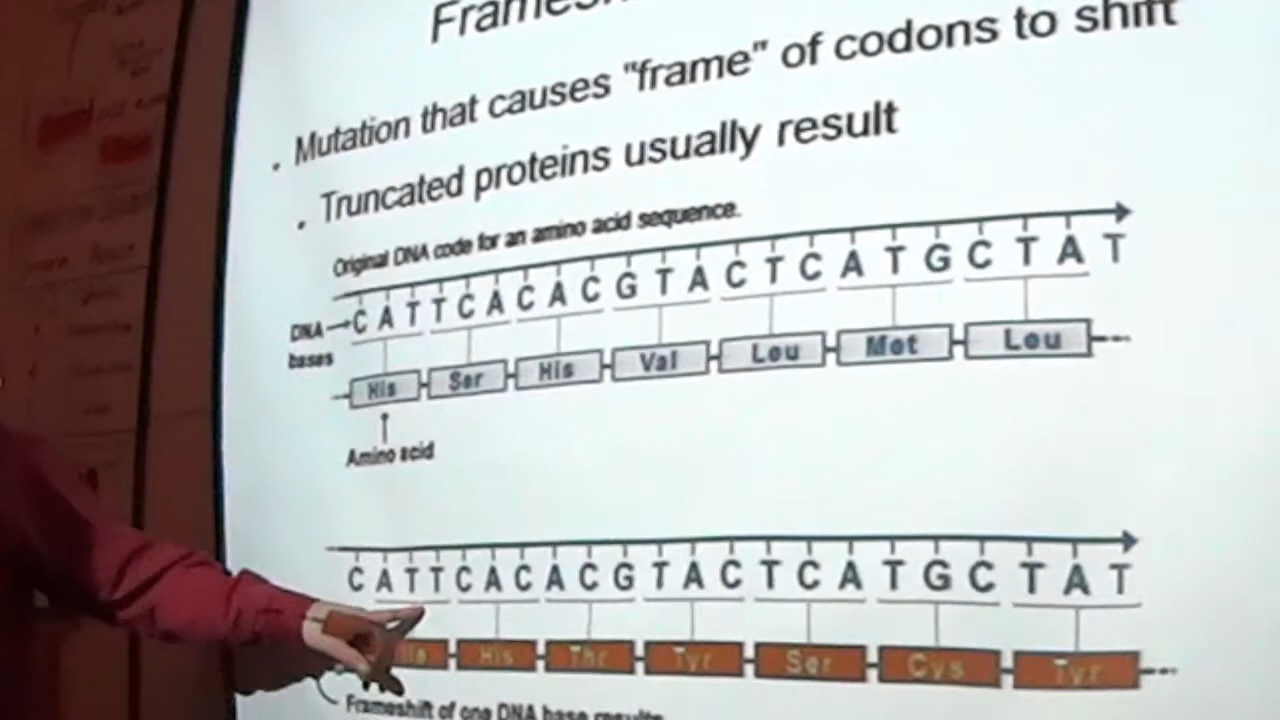 Frameshi
. Mutation that causes "frame" of codons to shift
. Truncated proteins usually result
Original DNA code for an amino acid sequence.
DNA bases
C A T T C A C A C G T A C T C A T G C T A T
His Ser His Val Leu Met Leu
Amino acid
C A T T C A C A C G T A C T C A T G C T A T
His Thr Tyr Ser Cys Tyr
Frameshift of one DNA base results